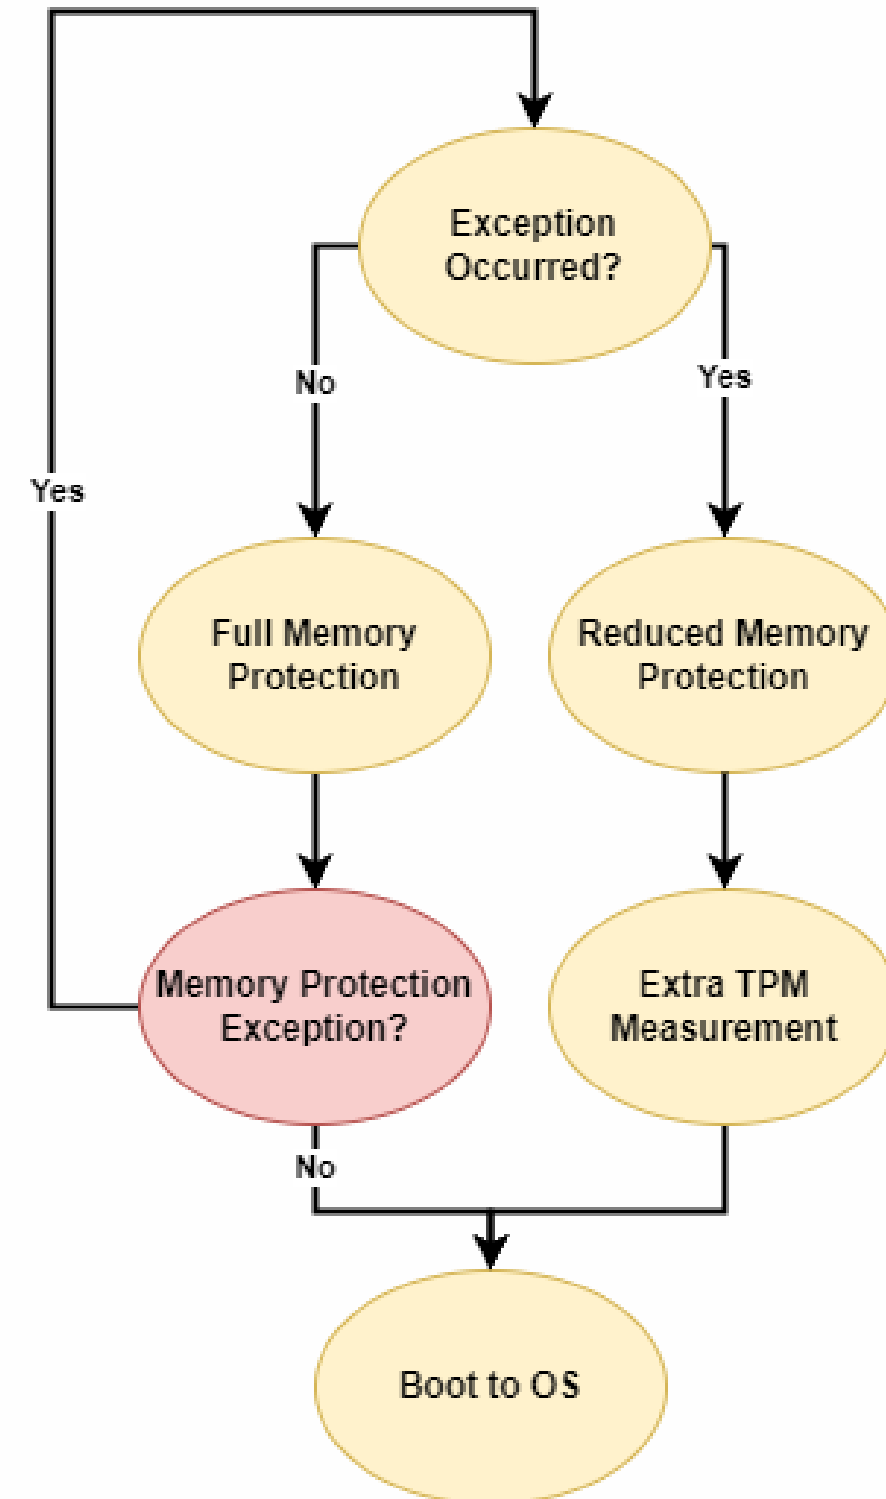 Exception
Occurred?
No
Yes
Yes
Full Memory
Protection
Reduced Memory
Protection
Memory Protection
Exception?
Extra TPM
Measurement
No
Boot to OS